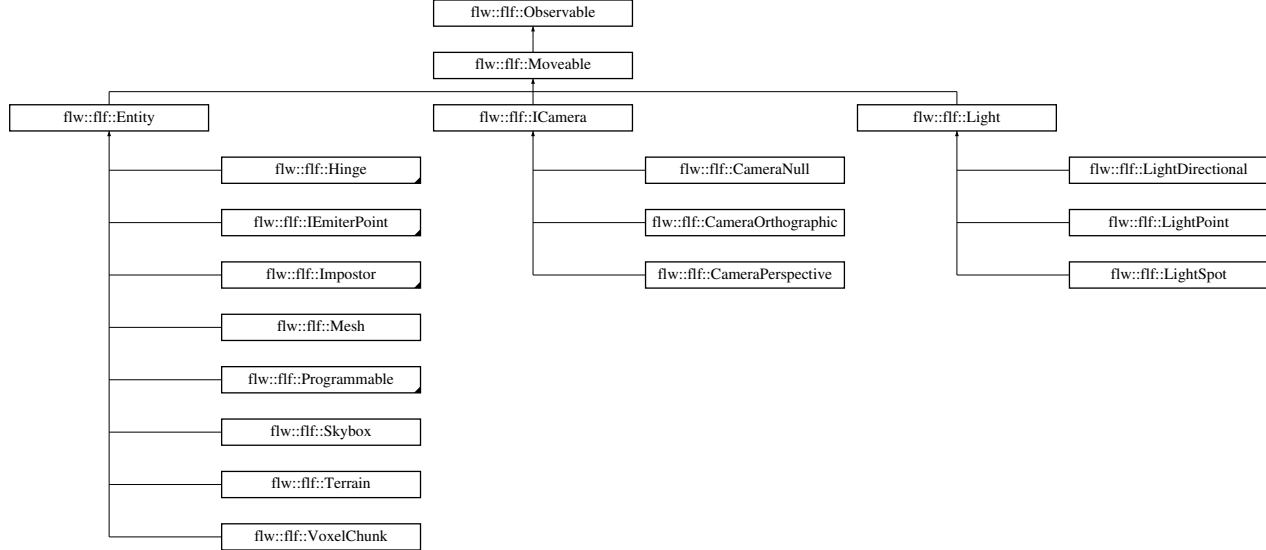 flw::flf::Observable
flw::flf::Moveable
flw::flf::Entity
flw::flf::ICamera
flw::flf::Light
flw::flf::Hinge
flw::flf::CameraNull
flw::flf::LightDirectional
flw::flf::IEmiterPoint
flw::flf::CameraOrthographic
flw::flf::LightPoint
flw::flf::Impostor
flw::flf::CameraPerspective
flw::flf::LightSpot
flw::flf::Mesh
flw::flf::Programmable
flw::flf::Skybox
flw::flf::Terrain
flw::flf::VoxelChunk